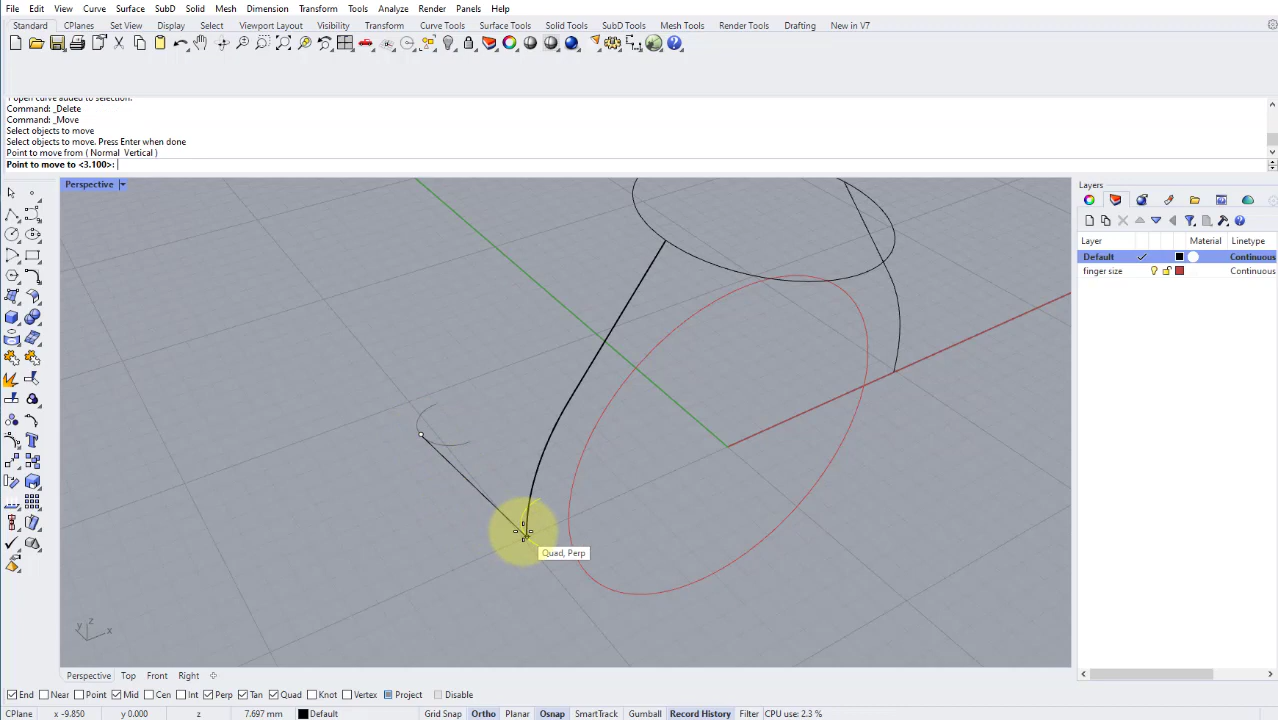 File Edit View Curve Surface SubD Solid Mesh Dimension Transform Tools Analyze Render Panels Help
Standard CPlanes Set View Display Select Viewport Layout Visibility Transform Curve Tools Surface Tools Solid Tools SubD Tools Mesh Tools Render Tools Drafting New in V7
1 open curve added to selection.
Command: _Delete
Command: _Move
Select objects to move
Select objects to move. Press Enter when done
Point to move from ( Normal Vertical )
Point to move to <3.100>:
Perspective
Layers
Layer Material Linetype
Default Continuous
finger size Continuous
Quad, Perp
z
y
x
Perspective Top Front Right
End Near Point Mid Cen Int Perp Tan Quad Knot Vertex Project Disable
CPlane x -9.850 y 0.000 z 7.697 mm Default Grid Snap Ortho Planar Osnap SmartTrack Gumball Record History Filter CPU use: 2.3 %